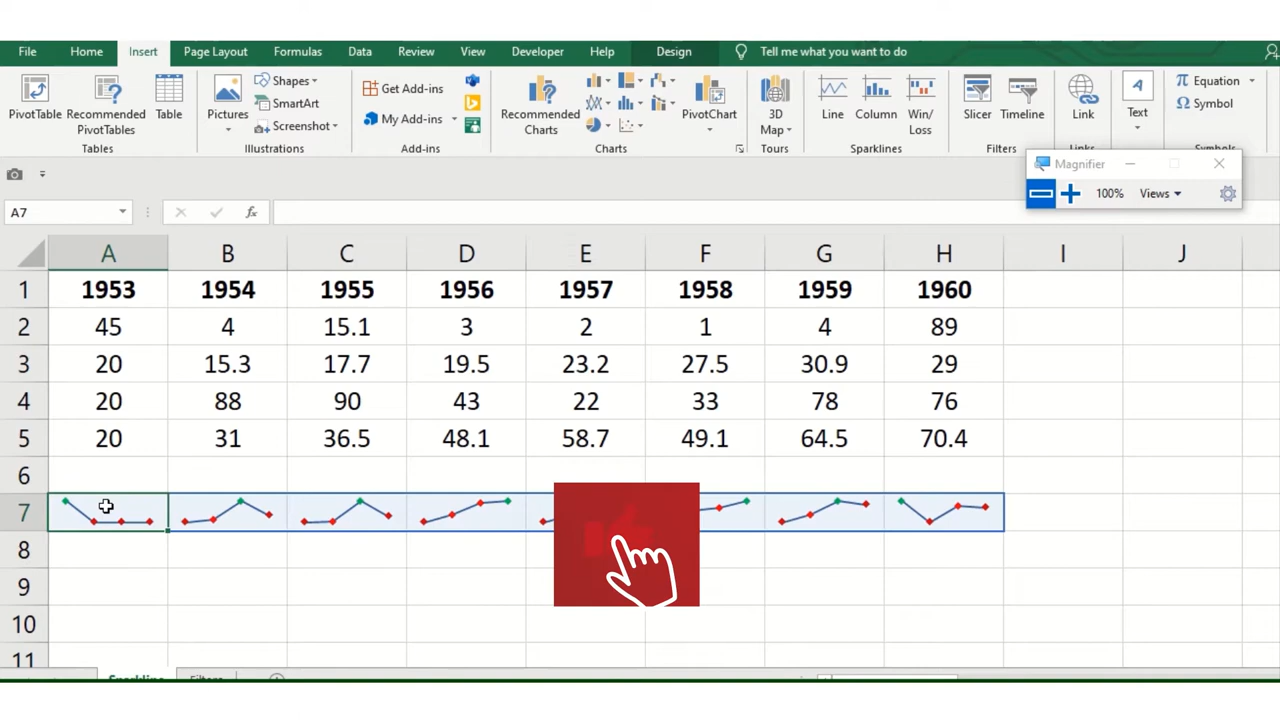 File Home Insert Page Layout Formulas Data Review View Developer Help Design Tell me what you want to do
PivotTable
Recommended
PivotTables
Table
Tables
Pictures
Shapes
SmartArt
Screenshot
Illustrations
Get Add-ins
My Add-ins
Add-ins
Recommended
Charts
PivotChart
Charts
3D
Map
Tours
Line
Column
Win/
Loss
Sparklines
Slicer
Timeline
Filters
Link
Links
A
Text
π Equation
Ω Symbol
Symbols
Magnifier
100% Views
A7 fx
A B C D E F G H I J
1 1953 1954 1955 1956 1957 1958 1959 1960
2 45 4 15.1 3 2 1 4 89
3 20 15.3 17.7 19.5 23.2 27.5 30.9 29
4 20 88 90 43 22 33 78 76
5 20 31 36.5 48.1 58.7 49.1 64.5 70.4
6
7
8
9
10
11
Sparkline Filters